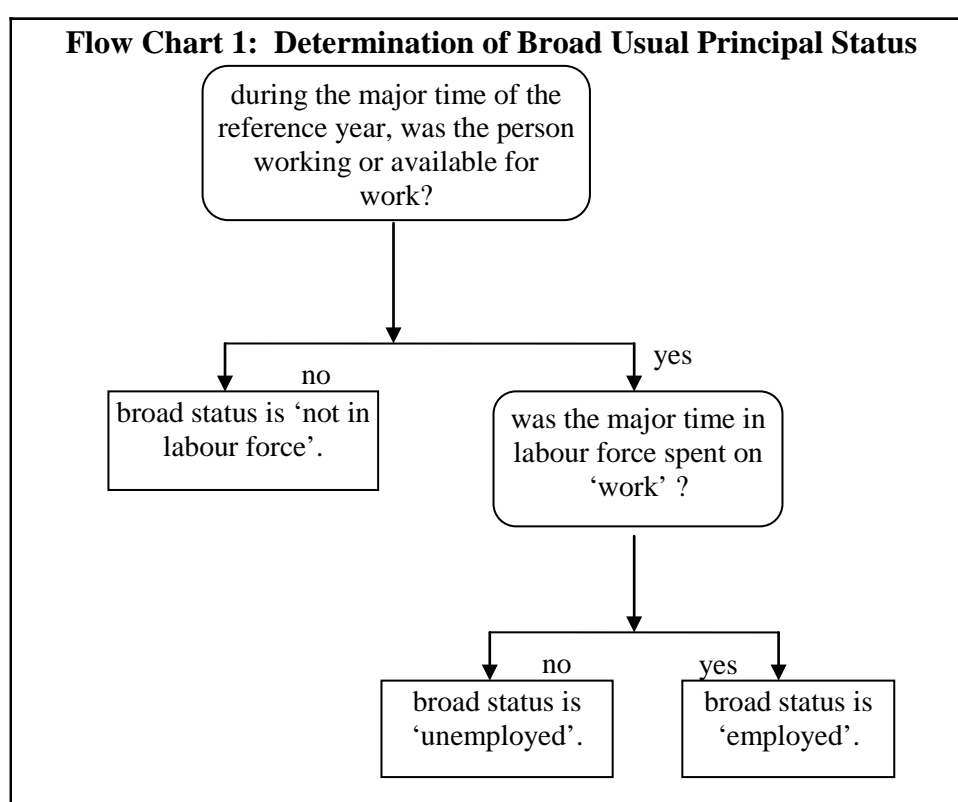 Flow Chart 1:  Determination of Broad Usual Principal Status
during the major time of the
reference year, was the person
working or available for
work?
no
yes
broad status is ‘not in
labour force’.
was the major time in
labour force spent on
‘work’ ?
no
yes
broad status is
‘unemployed’.
broad status is
‘employed’.